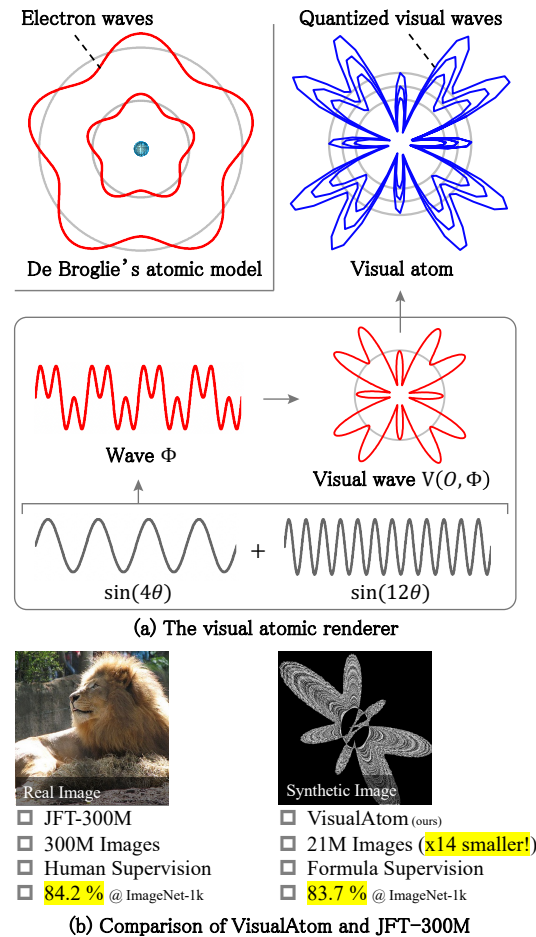 Electron waves
Quantized visual waves
De Broglie's atomic model
Visual atom
Wave Φ
Visual wave V(O, Φ)
+
sin(4θ)
sin(12θ)
(a) The visual atomic renderer
Real Image
JFT-300M
300M Images
Human Supervision
84.2 % @ ImageNet-1k
Synthetic Image
VisualAtom (ours)
21M Images (x14 smaller!)
Formula Supervision
83.7 % @ ImageNet-1k
(b) Comparison of VisualAtom and JFT-300M